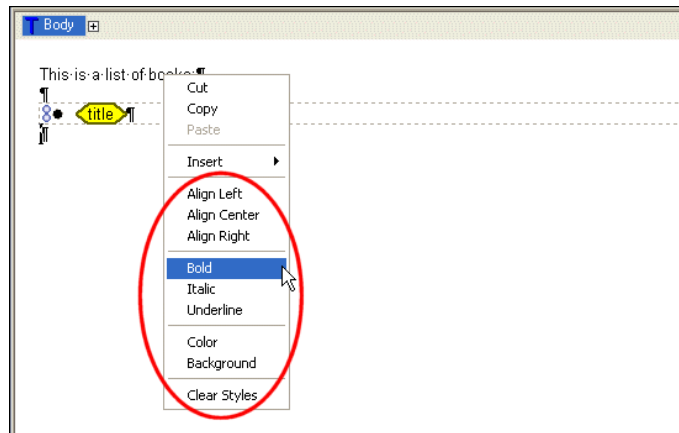 Body
This is a list of books:¶
¶
title ¶
¶
Cut
Copy
Paste
Insert
Align Left
Align Center
Align Right
Bold
Italic
Underline
Color
Background
Clear Styles